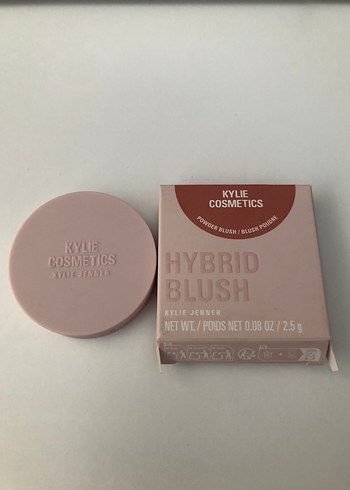 KYLIE
COSMETICS
KYLIE JENNER
KYLIE
COSMETICS
POWDER BLUSH / BLUSH POUDRE
HYBRID
BLUSH
KYLIE JENNER
NET WT. / POIDS NET 0.08 OZ / 2.5 g